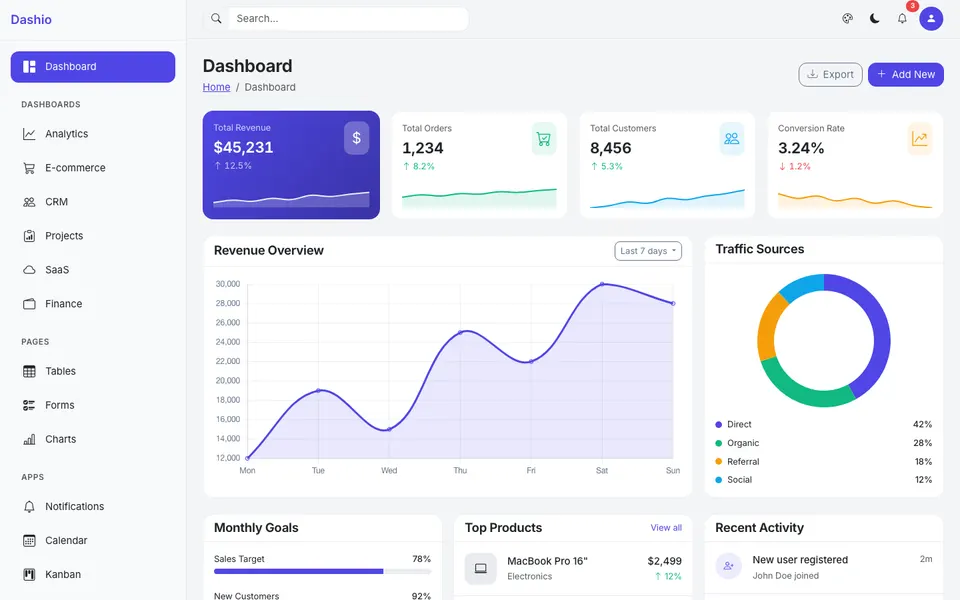 Dashio
Search...
3
Dashboard
DASHBOARDS
Analytics
E-commerce
CRM
Projects
SaaS
Finance
PAGES
Tables
Forms
Charts
APPS
Notifications
Calendar
Kanban
Dashboard
Home / Dashboard
Export
+ Add New
Total Revenue
$45,231
↑ 12.5%
$
Total Orders
1,234
↑ 8.2%
Total Customers
8,456
↑ 5.3%
Conversion Rate
3.24%
↓ 1.2%
Revenue Overview
Last 7 days
30,000
28,000
26,000
24,000
22,000
20,000
18,000
16,000
14,000
12,000
Mon Tue Wed Thu Fri Sat Sun
Traffic Sources
Direct 42%
Organic 28%
Referral 18%
Social 12%
Monthly Goals
Sales Target 78%
New Customers 92%
Top Products View all
MacBook Pro 16" $2,499
Electronics ↑ 12%
Recent Activity
New user registered 2m
John Doe joined